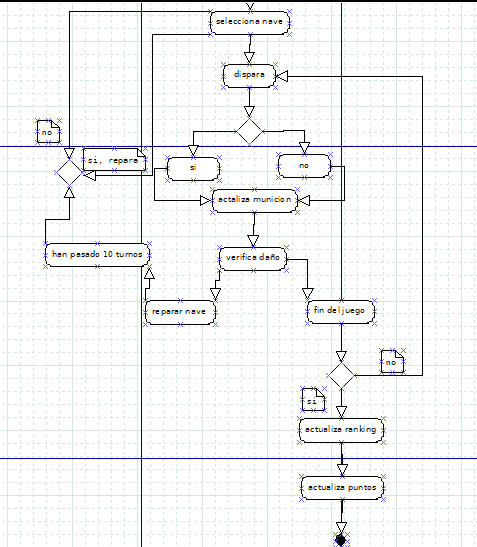 selecciona nave
dispara
no
si, repara
si
no
actaliza municion
han pasado 10 turnos
verifica daño
reparar nave
fin del juego
no
si
actualiza ranking
actualiza puntos